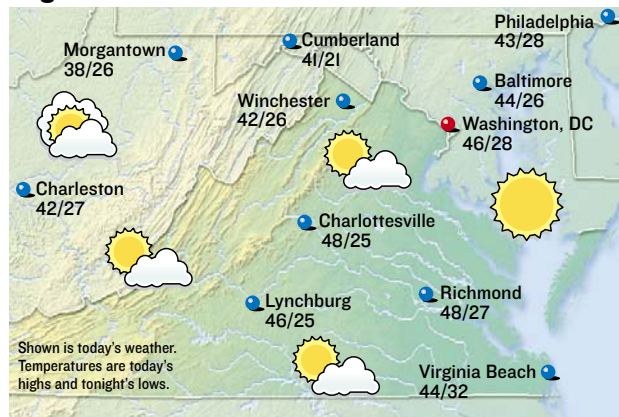 Philadelphia
43/28
Morgantown
38/26
Cumberland
41/21
Baltimore
44/26
Winchester
42/26
Washington, DC
46/28
Charleston
42/27
Charlottesville
48/25
Lynchburg
46/25
Richmond
48/27
Shown is today's weather.
Temperatures are today's
highs and tonight's lows.
Virginia Beach
44/32